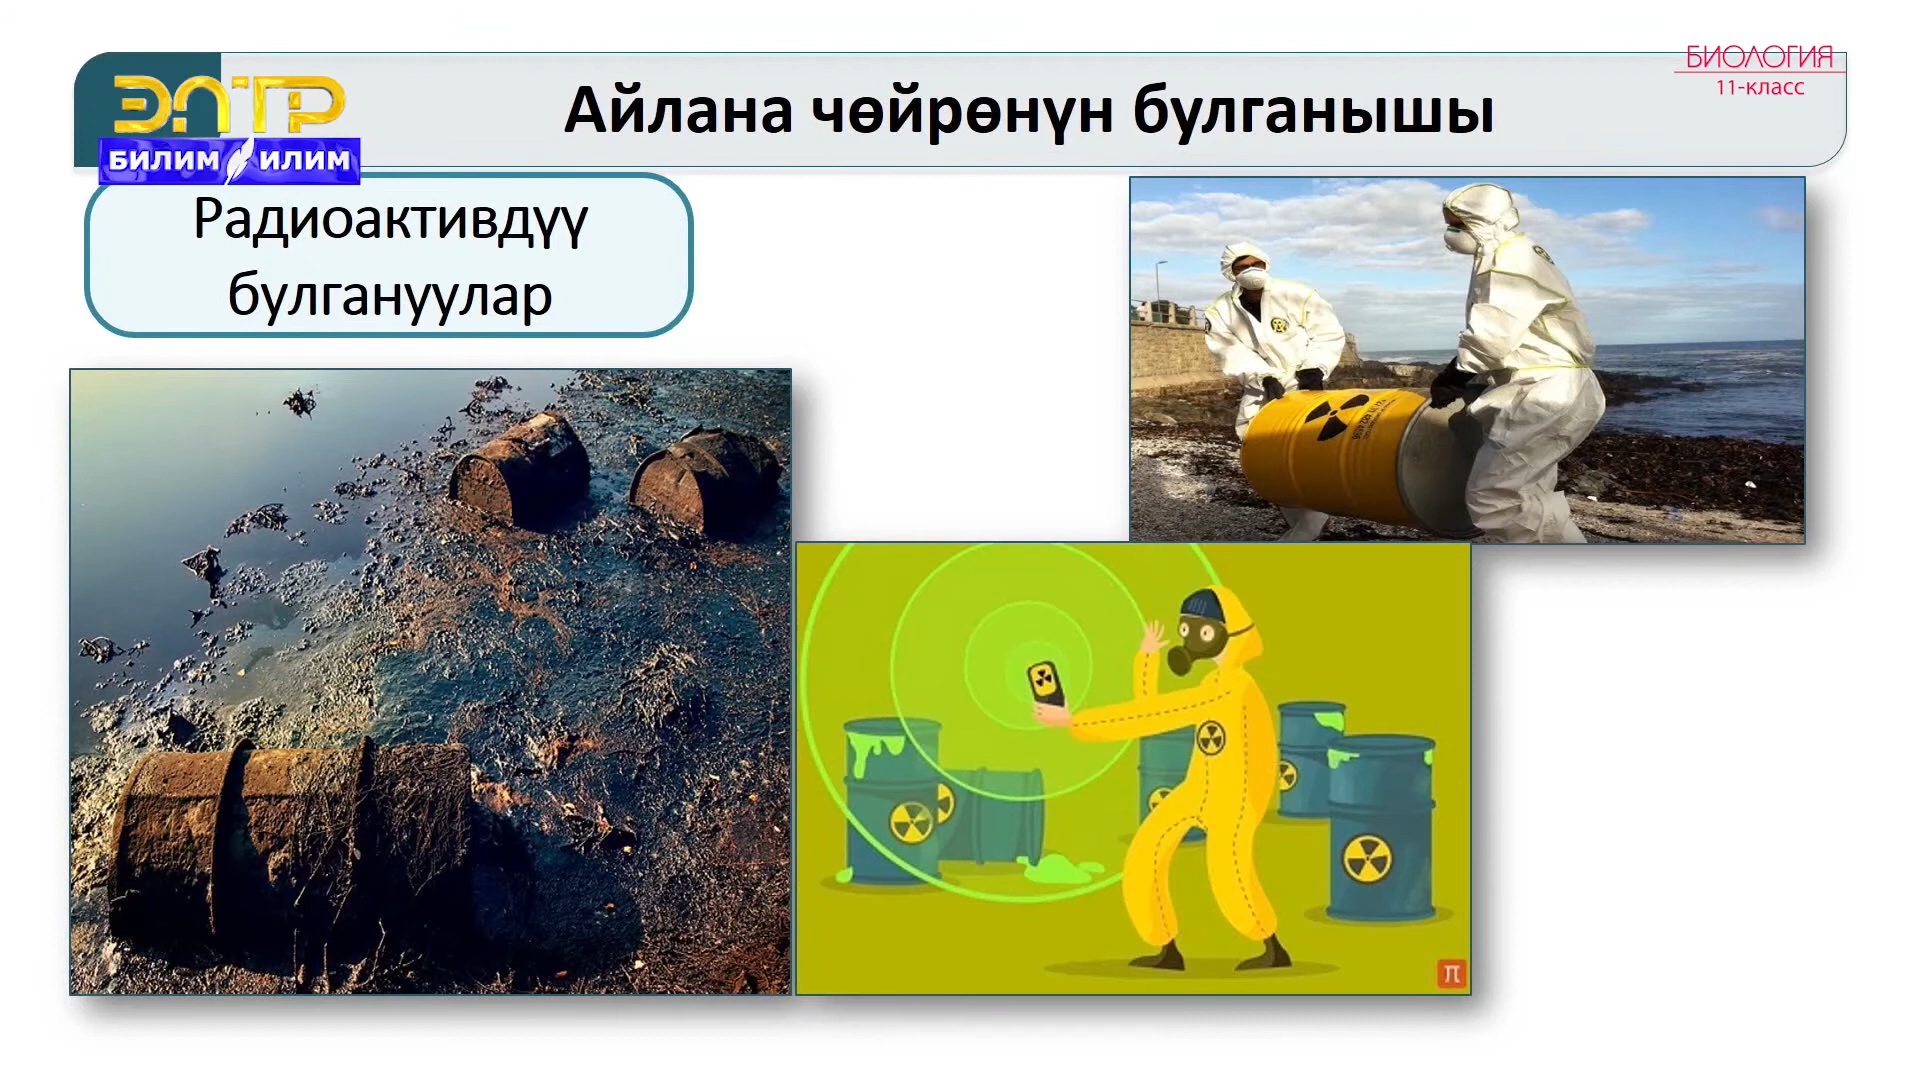 БИОЛОГИЯ
11-класс
ЭЛТР
БИЛИМ ИЛИМ
Айлана чөйрөнүн булганышы
Радиоактивдүү
булгануулар
π